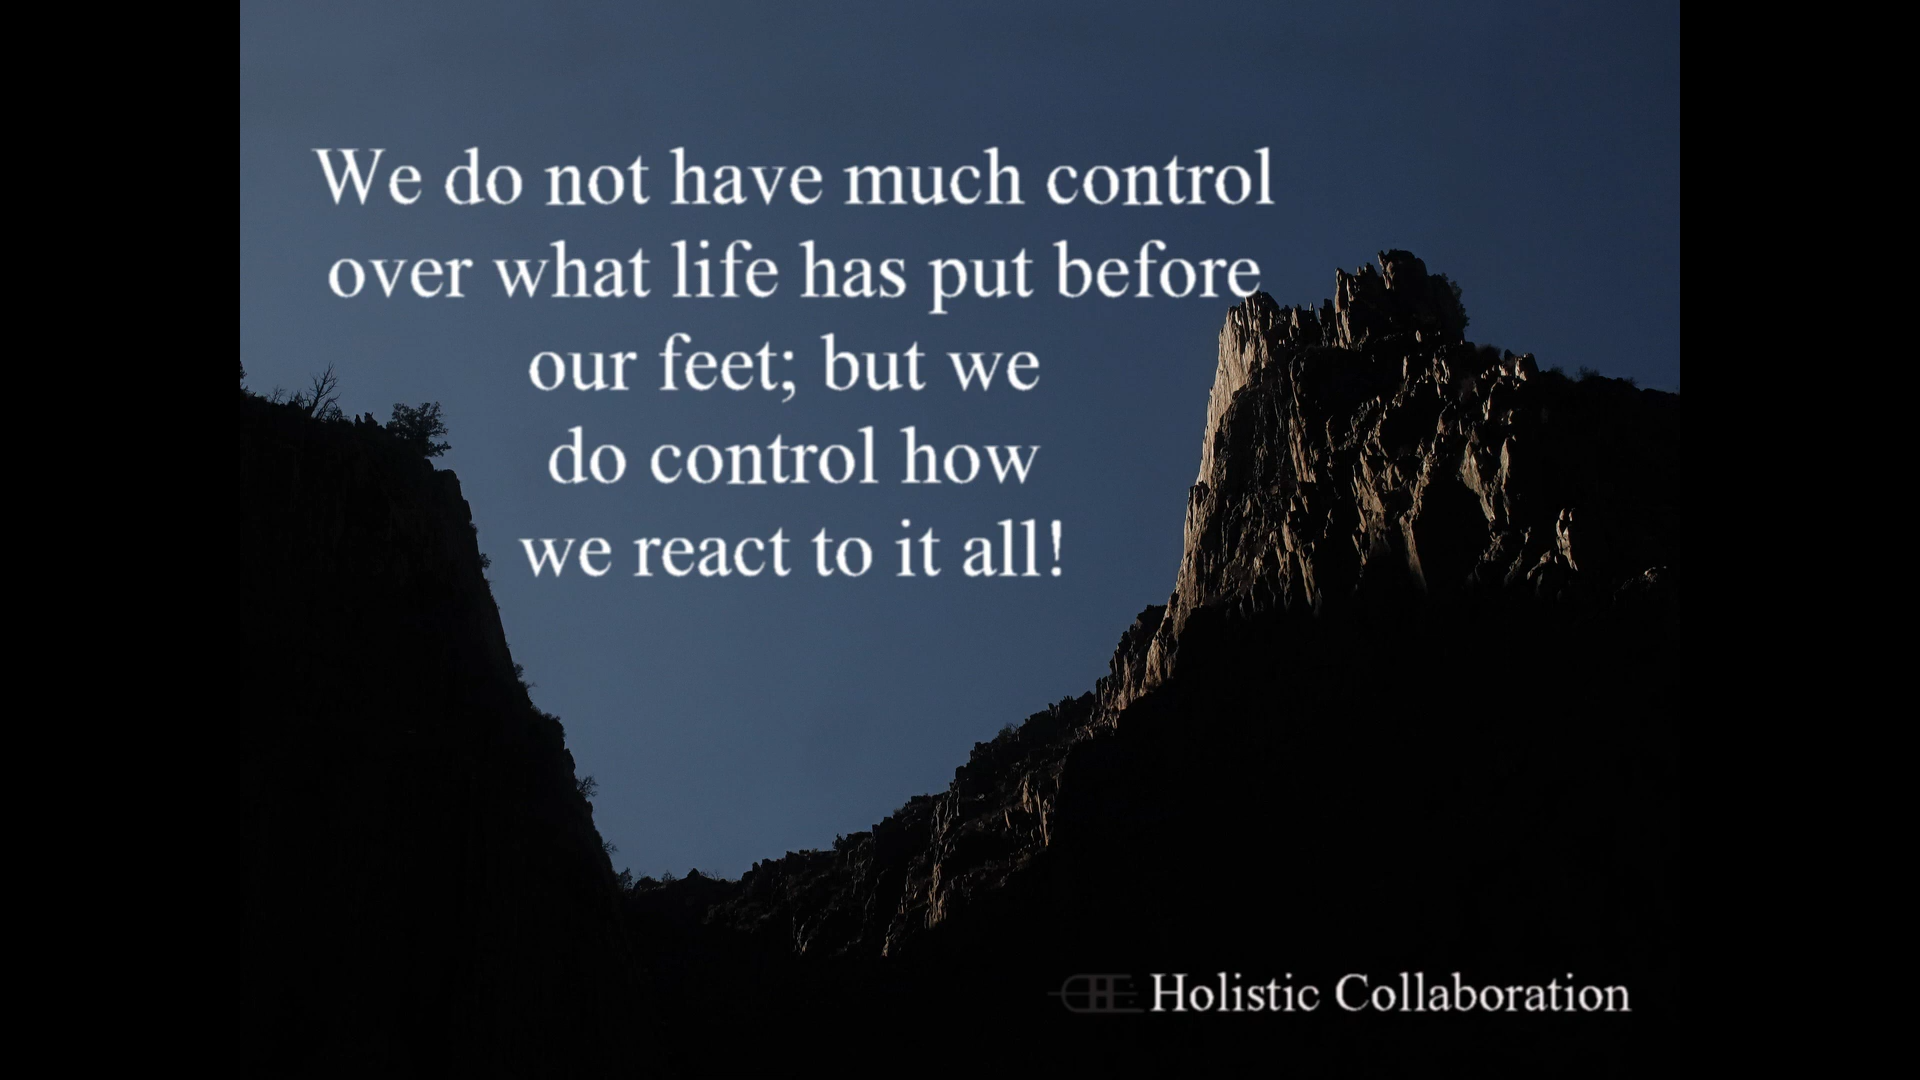 We do not have much control
over what life has put before
our feet; but we
do control how
we react to it all!
Holistic Collaboration